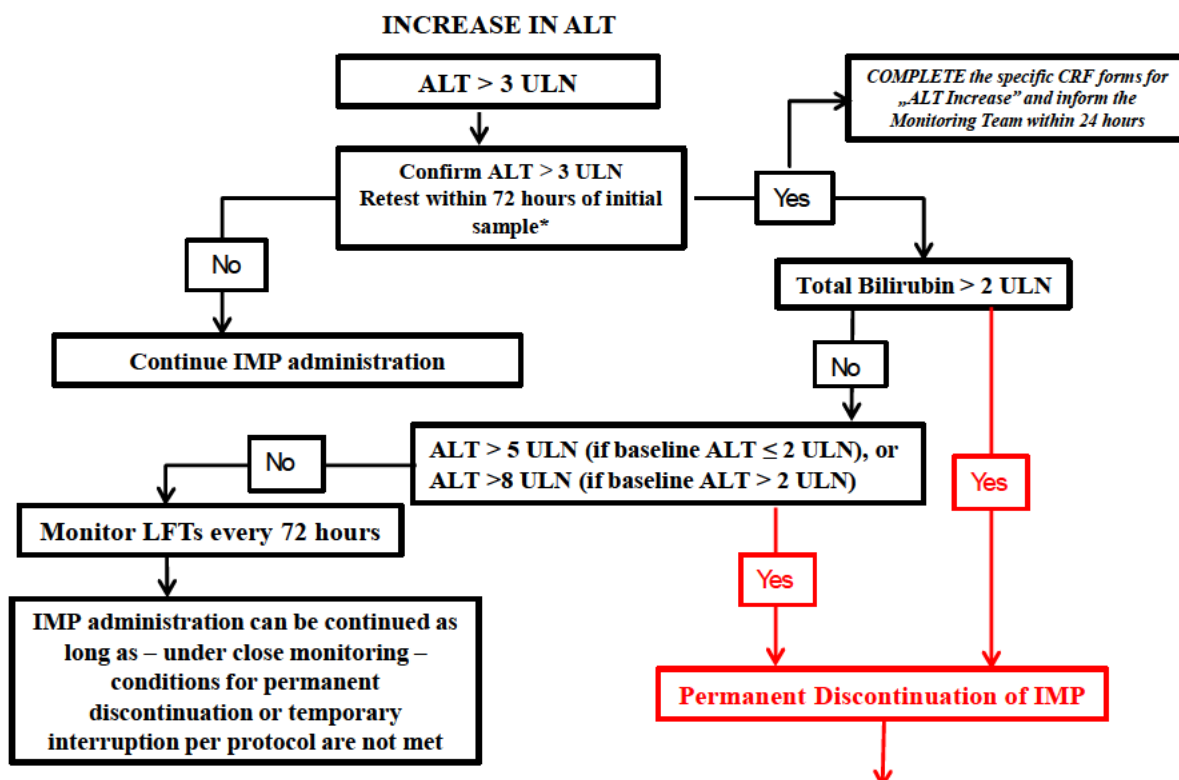 INCREASE IN ALT
ALT > 3 ULN
COMPLETE the specific CRF forms for
„ALT Increase” and inform the
Monitoring Team within 24 hours
Confirm ALT > 3 ULN
Retest within 72 hours of initial
sample*
Yes
No
Total Bilirubin > 2 ULN
Continue IMP administration
No
ALT > 5 ULN (if baseline ALT ≤ 2 ULN), or
ALT >8 ULN (if baseline ALT > 2 ULN)
No
Yes
Monitor LFTs every 72 hours
Yes
IMP administration can be continued as
long as – under close monitoring –
conditions for permanent
discontinuation or temporary
interruption per protocol are not met
Permanent Discontinuation of IMP